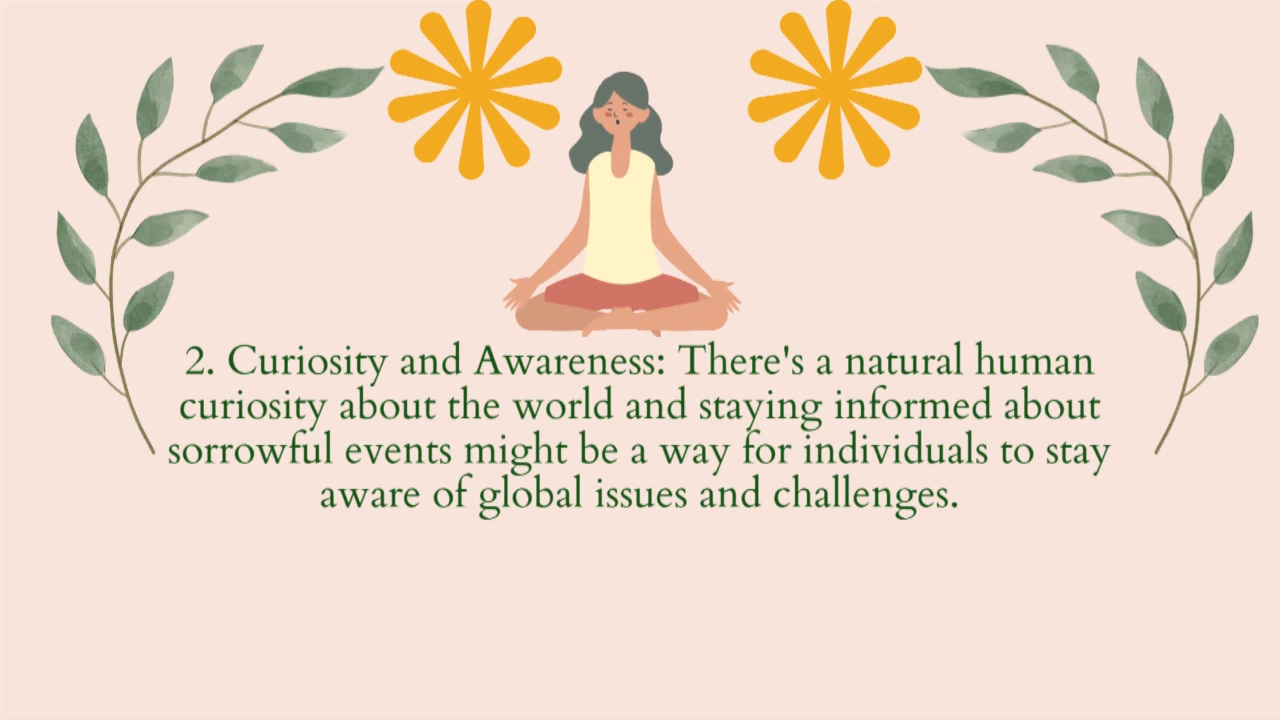 2. Curiosity and Awareness: There's a natural human
curiosity about the world and staying informed about
sorrowful events might be a way for individuals to stay
aware of global issues and challenges.